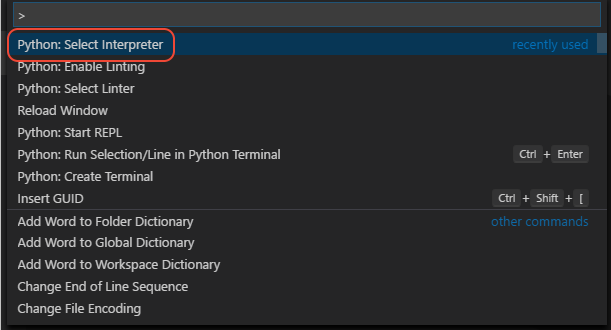 >
Python: Select Interpreter recently used
Python: Enable Linting
Python: Select Linter
Reload Window
Python: Start REPL
Python: Run Selection/Line in Python Terminal Ctrl + Enter
Python: Create Terminal
Insert GUID Ctrl + Shift + [
Add Word to Folder Dictionary other commands
Add Word to Global Dictionary
Add Word to Workspace Dictionary
Change End of Line Sequence
Change File Encoding